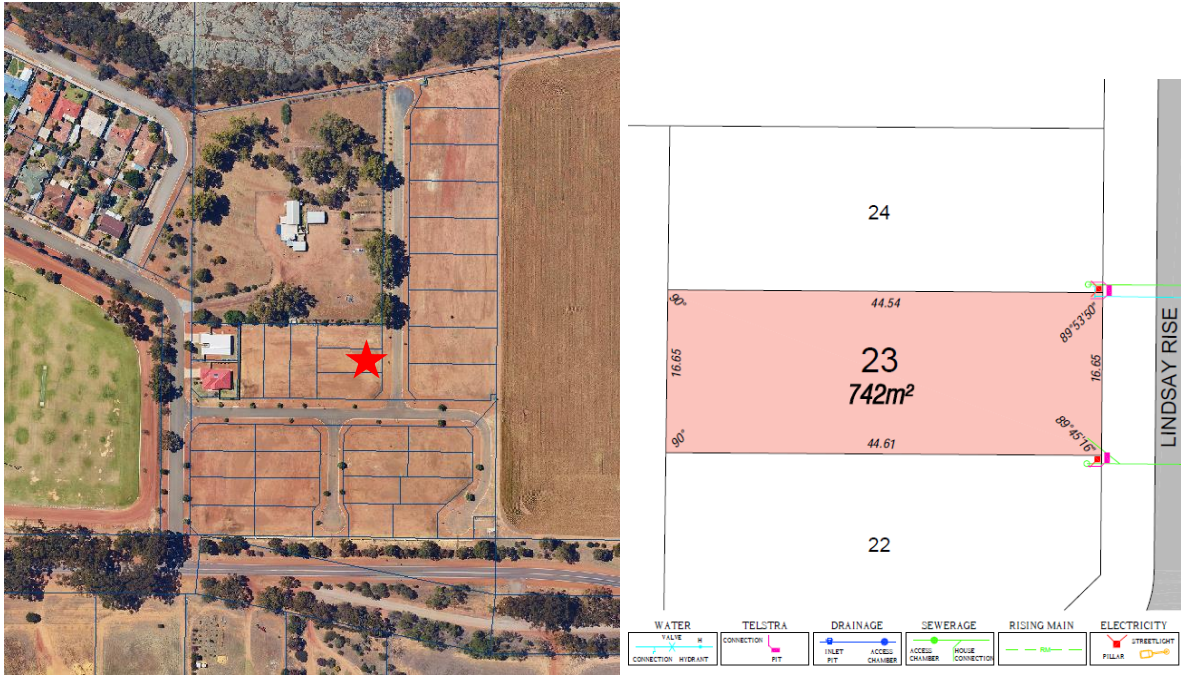 24
90°
44.54
89°53'50"
16.65
23
742m²
16.65
LINDSAY RISE
90°
44.61
89°45'16"
22
WATER
VALVE H
CONNECTION HYDRANT
TELSTRA
CONNECTION
PIT
DRAINAGE
INLET PIT
ACCESS CHAMBER
SEWERAGE
ACCESS CHAMBER
HOUSE CONNECTION
RISING MAIN
RM
ELECTRICITY
STREETLIGHT
PILLAR